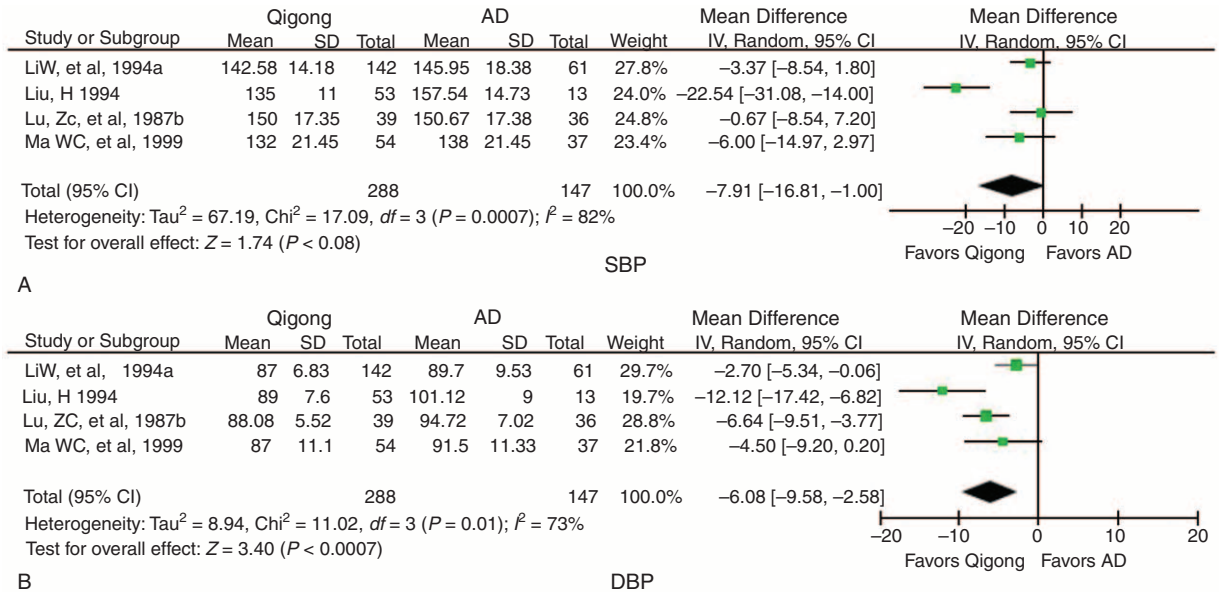 Qigong AD Mean Difference Mean Difference
Study or Subgroup Mean SD Total Mean SD Total Weight IV, Random, 95% CI IV, Random, 95% CI
LiW, et al, 1994a 142.58 14.18 142 145.95 18.38 61 27.8% −3.37 [−8.54, 1.80]
Liu, H 1994 135 11 53 157.54 14.73 13 24.0% −22.54 [−31.08, −14.00]
Lu, Zc, et al, 1987b 150 17.35 39 150.67 17.38 36 24.8% −0.67 [−8.54, 7.20]
Ma WC, et al, 1999 132 21.45 54 138 21.45 37 23.4% −6.00 [−14.97, 2.97]
Total (95% CI) 288 147 100.0% −7.91 [−16.81, −1.00]
Heterogeneity: Tau² = 67.19, Chi² = 17.09, df = 3 (P = 0.0007); I² = 82%
Test for overall effect: Z = 1.74 (P < 0.08)
−20 −10 0 10 20
Favors Qigong Favors AD
SBP
A
Qigong AD Mean Difference Mean Difference
Study or Subgroup Mean SD Total Mean SD Total Weight IV, Random, 95% CI IV, Random, 95% CI
LiW, et al, 1994a 87 6.83 142 89.7 9.53 61 29.7% −2.70 [−5.34, −0.06]
Liu, H 1994 89 7.6 53 101.12 9 13 19.7% −12.12 [−17.42, −6.82]
Lu, ZC, et al, 1987b 88.08 5.52 39 94.72 7.02 36 28.8% −6.64 [−9.51, −3.77]
Ma WC, et al, 1999 87 11.1 54 91.5 11.33 37 21.8% −4.50 [−9.20, 0.20]
Total (95% CI) 288 147 100.0% −6.08 [−9.58, −2.58]
Heterogeneity: Tau² = 8.94, Chi² = 11.02, df = 3 (P = 0.01); I² = 73%
Test for overall effect: Z = 3.40 (P < 0.0007)
−20 −10 0 10 20
Favors Qigong Favors AD
B DBP